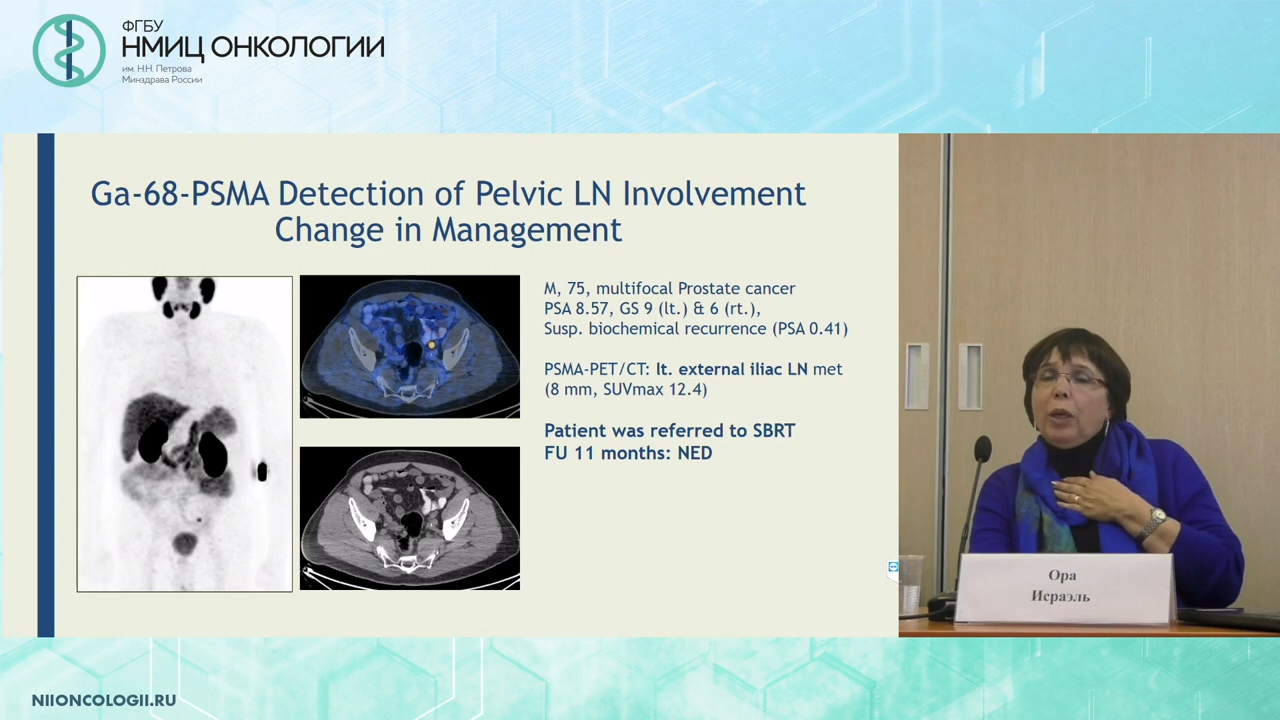 ФГБУ
НМИЦ ОНКОЛОГИИ
им. Н.Н. Петрова
Минздрава России
Ga-68-PSMA Detection of Pelvic LN Involvement
Change in Management
M, 75, multifocal Prostate cancer
PSA 8.57, GS 9 (lt.) & 6 (rt.),
Susp. biochemical recurrence (PSA 0.41)
PSMA-PET/CT: lt. external iliac LN met
(8 mm, SUVmax 12.4)
Patient was referred to SBRT
FU 11 months: NED
Ора
Исраэль
NIIONCOLOGII.RU